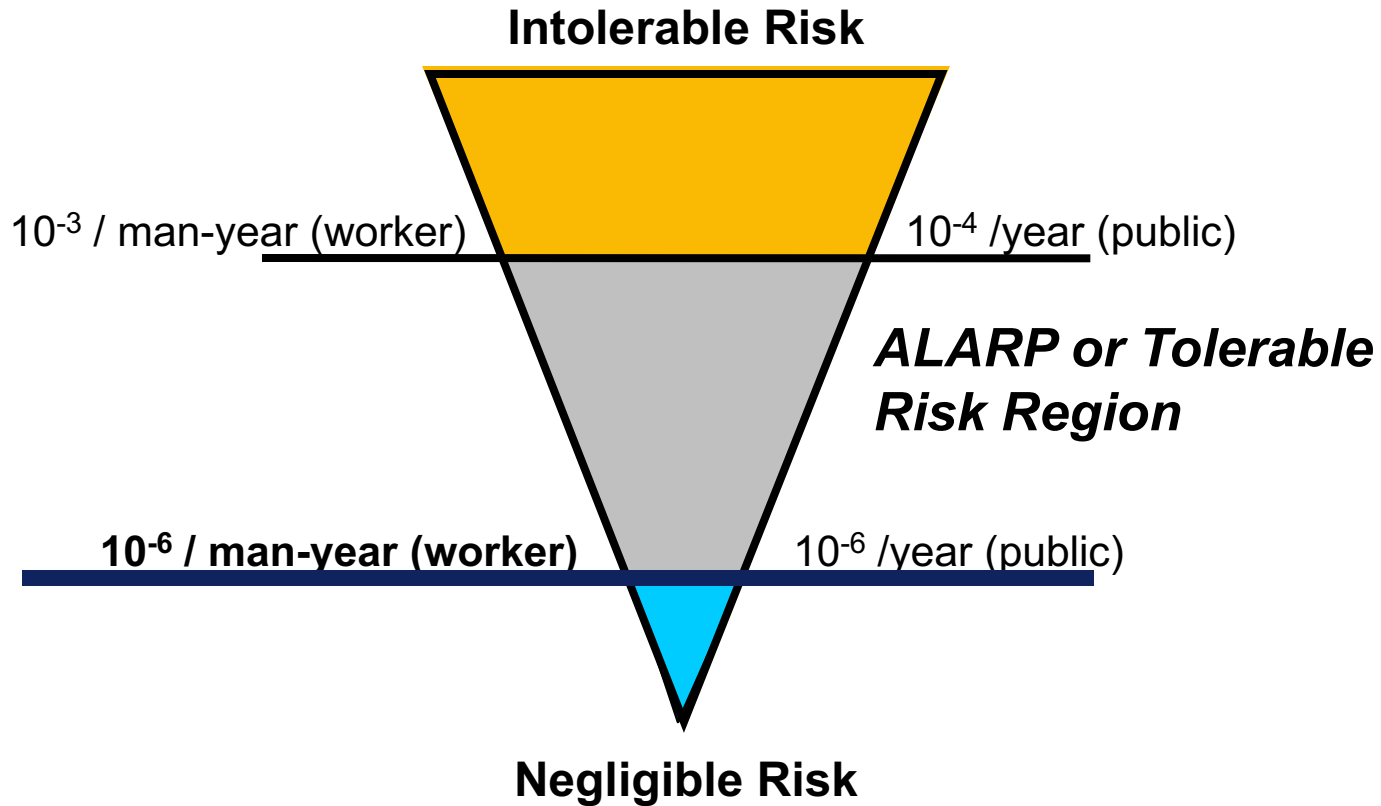 Intolerable Risk
10⁻³ / man-year (worker)
10⁻⁴ /year (public)
ALARP or Tolerable
Risk Region
10⁻⁶ / man-year (worker)
10⁻⁶ /year (public)
Negligible Risk